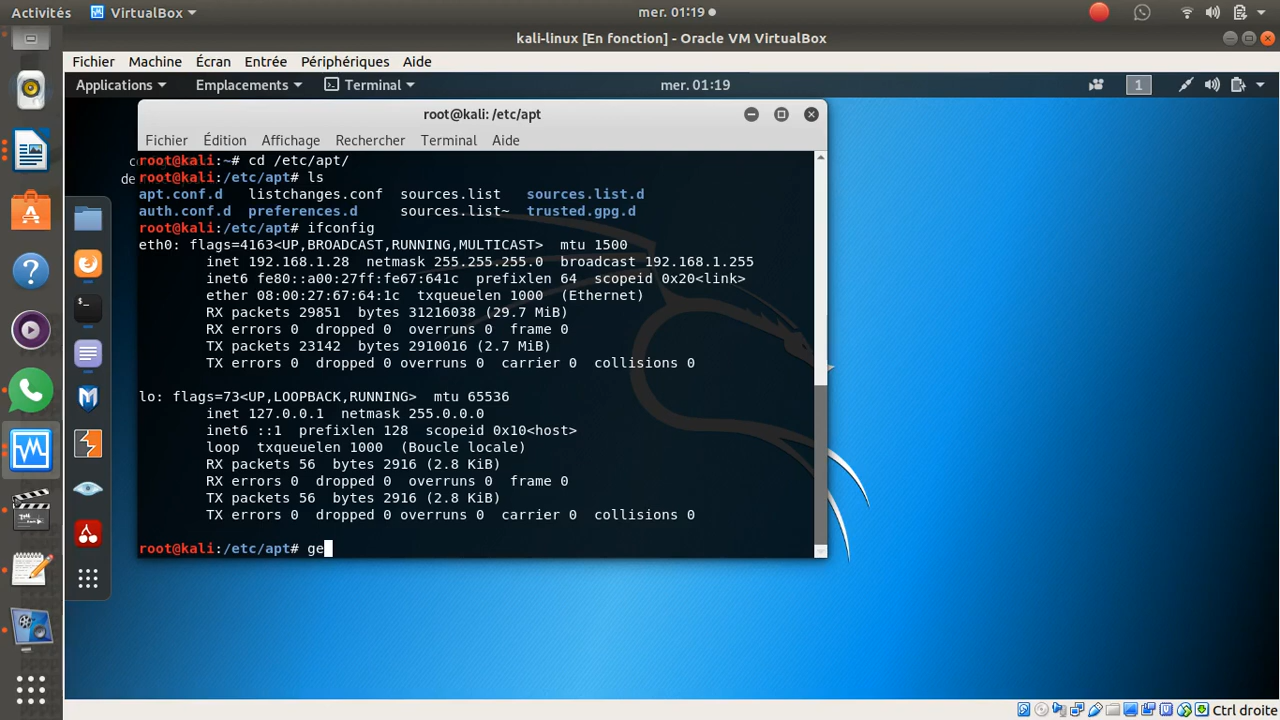 Activités VirtualBox mer. 01:19
kali-linux [En fonction] - Oracle VM VirtualBox
Fichier Machine Écran Entrée Périphériques Aide
Applications Emplacements Terminal mer. 01:19 1
root@kali: /etc/apt
Fichier Édition Affichage Rechercher Terminal Aide
root@kali:~# cd /etc/apt/
root@kali:/etc/apt# ls
apt.conf.d listchanges.conf sources.list sources.list.d
auth.conf.d preferences.d sources.list~ trusted.gpg.d
root@kali:/etc/apt# ifconfig
eth0: flags=4163<UP,BROADCAST,RUNNING,MULTICAST> mtu 1500
inet 192.168.1.28 netmask 255.255.255.0 broadcast 192.168.1.255
inet6 fe80::a00:27ff:fe67:641c prefixlen 64 scopeid 0x20<link>
ether 08:00:27:67:64:1c txqueuelen 1000 (Ethernet)
RX packets 29851 bytes 31216038 (29.7 MiB)
RX errors 0 dropped 0 overruns 0 frame 0
TX packets 23142 bytes 2910016 (2.7 MiB)
TX errors 0 dropped 0 overruns 0 carrier 0 collisions 0
lo: flags=73<UP,LOOPBACK,RUNNING> mtu 65536
inet 127.0.0.1 netmask 255.0.0.0
inet6 ::1 prefixlen 128 scopeid 0x10<host>
loop txqueuelen 1000 (Boucle locale)
RX packets 56 bytes 2916 (2.8 KiB)
RX errors 0 dropped 0 overruns 0 frame 0
TX packets 56 bytes 2916 (2.8 KiB)
TX errors 0 dropped 0 overruns 0 carrier 0 collisions 0
root@kali:/etc/apt# ge
Ctrl droite